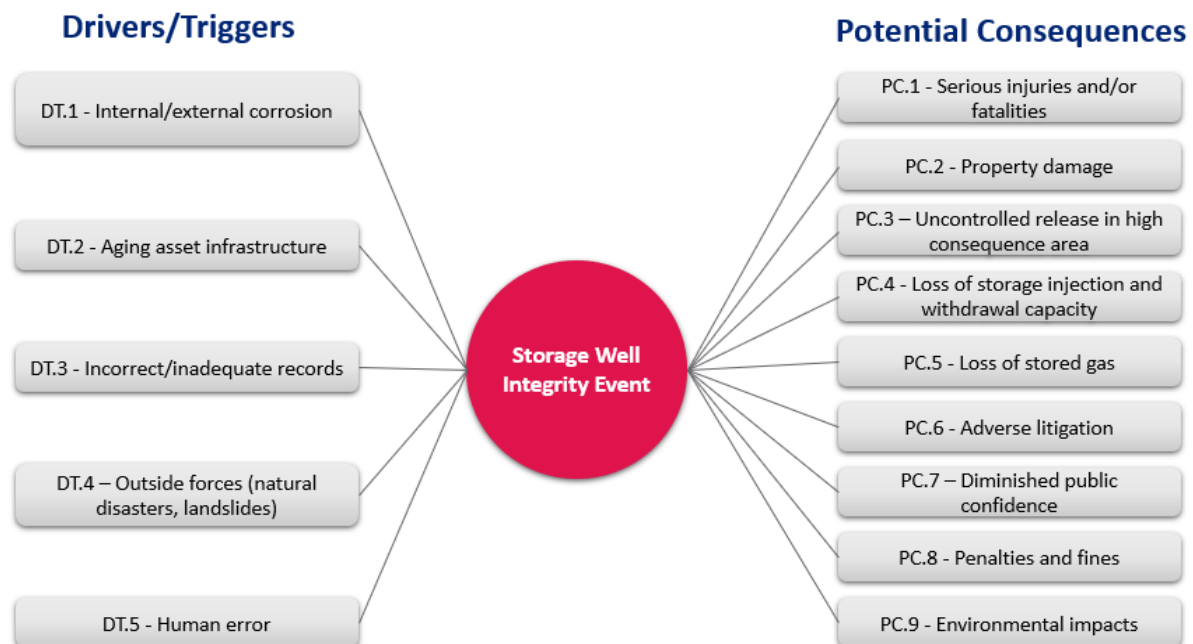 Drivers/Triggers
DT.1 - Internal/external corrosion
DT.2 - Aging asset infrastructure
DT.3 - Incorrect/inadequate records
DT.4 – Outside forces (natural
disasters, landslides)
DT.5 - Human error
Storage Well
Integrity Event
Potential Consequences
PC.1 - Serious injuries and/or
fatalities
PC.2 - Property damage
PC.3 – Uncontrolled release in high
consequence area
PC.4 - Loss of storage injection and
withdrawal capacity
PC.5 - Loss of stored gas
PC.6 - Adverse litigation
PC.7 – Diminished public
confidence
PC.8 - Penalties and fines
PC.9 - Environmental impacts